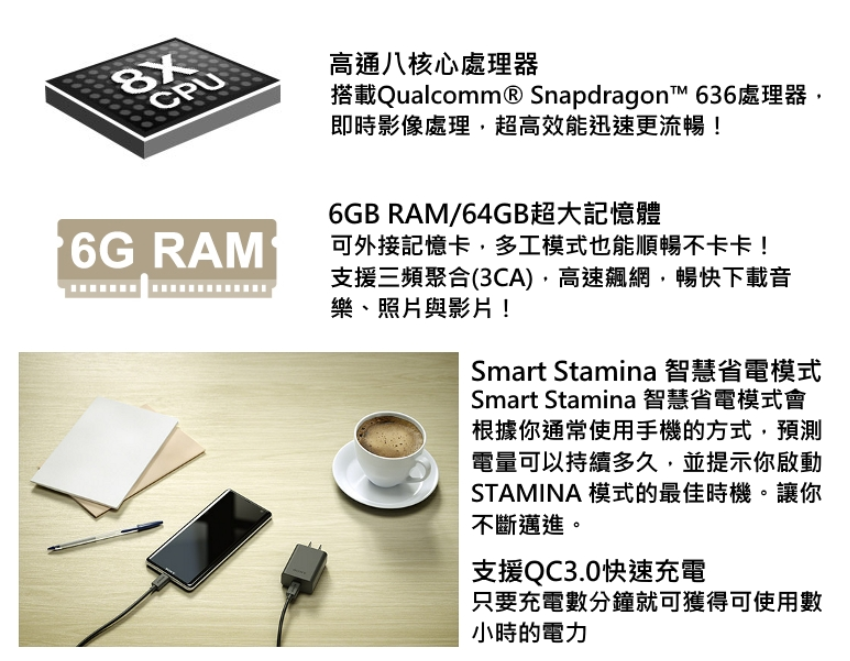 8X
CPU
高通八核心處理器
搭載Qualcomm® Snapdragon™ 636處理器，
即時影像處理，超高效能迅速更流暢！
6G RAM
6GB RAM/64GB超大記憶體
可外接記憶卡，多工模式也能順暢不卡卡！
支援三頻聚合(3CA)，高速飆網，暢快下載音
樂、照片與影片！
Smart Stamina 智慧省電模式
Smart Stamina 智慧省電模式會
根據你通常使用手機的方式，預測
電量可以持續多久，並提示你啟動
STAMINA 模式的最佳時機。讓你
不斷邁進。
支援QC3.0快速充電
只要充電數分鐘就可獲得可使用數
小時的電力